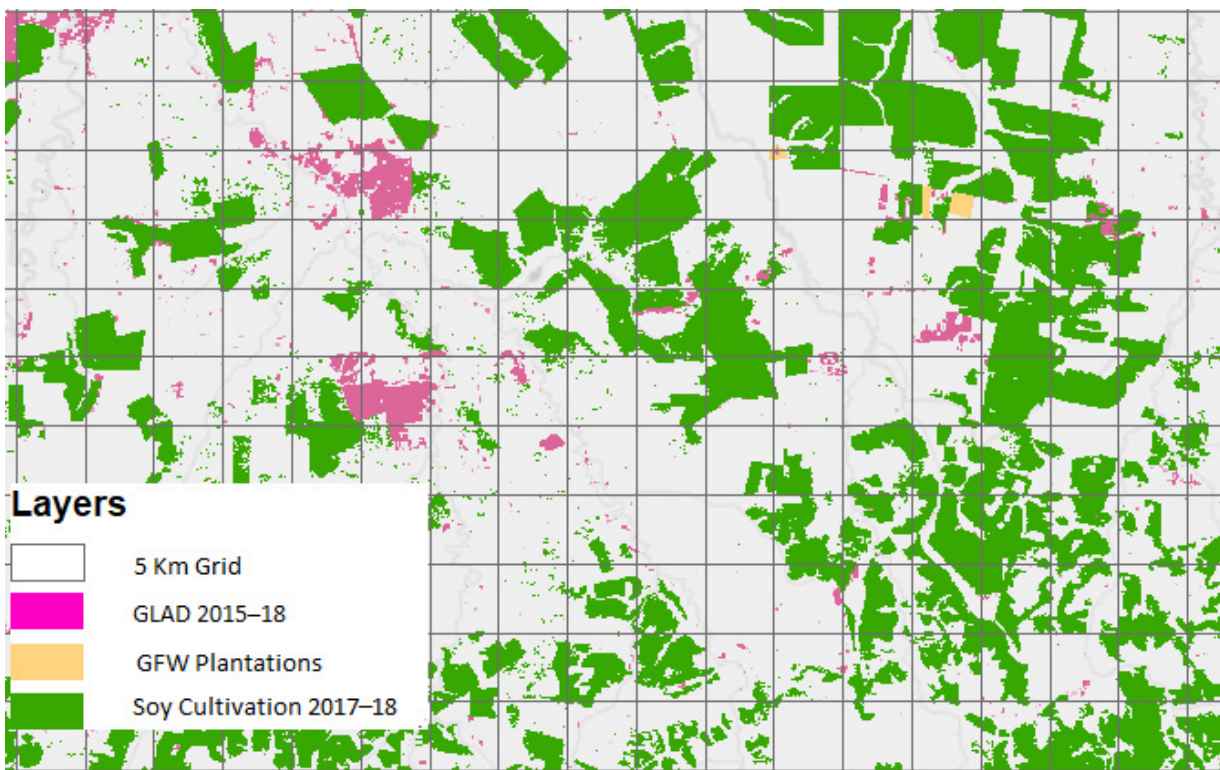 Layers
5 Km Grid
GLAD 2015–18
GFW Plantations
Soy Cultivation 2017–18